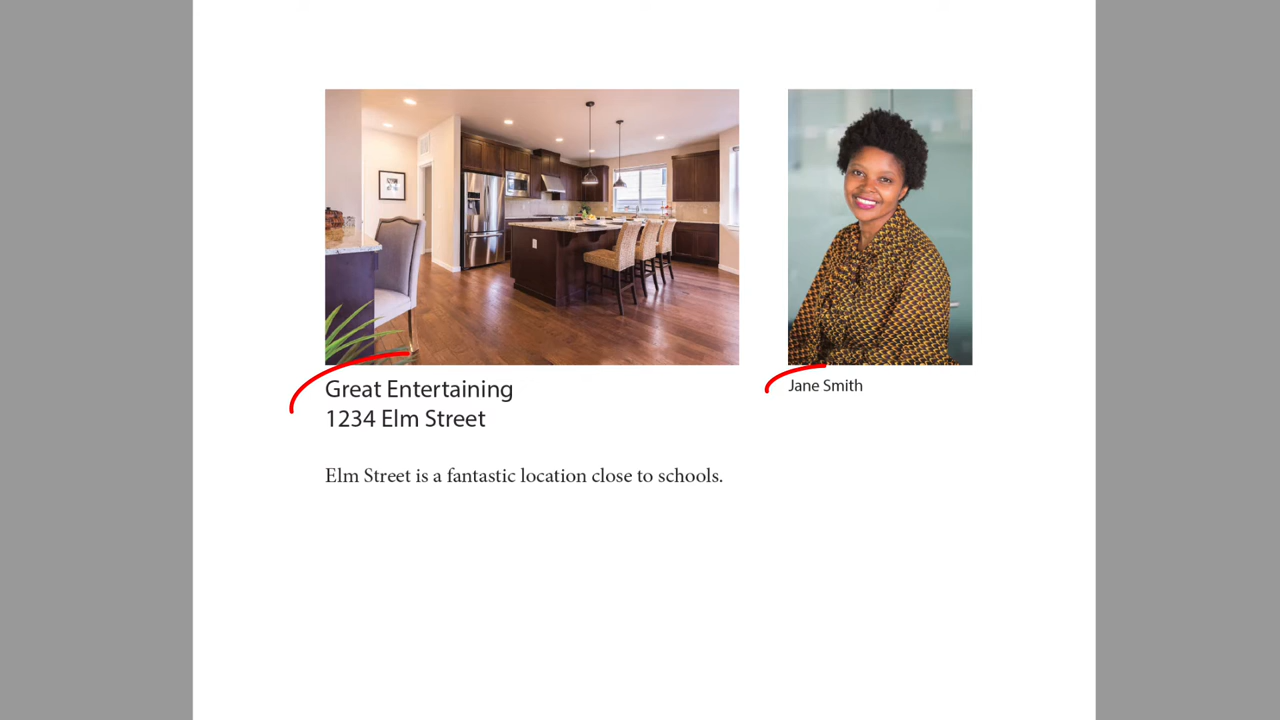 Great Entertaining
1234 Elm Street
Jane Smith
Elm Street is a fantastic location close to schools.